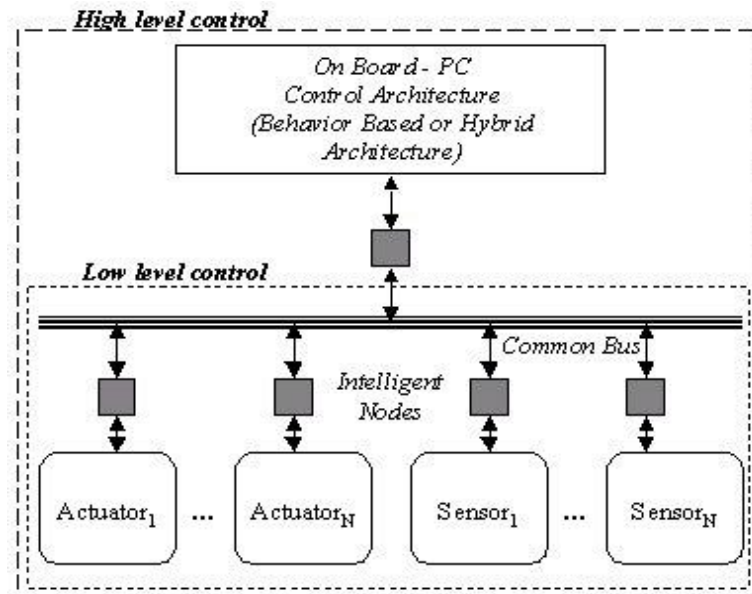 High level control
On Board - PC
Control Architecture
(Behavior Based or Hybrid
Architecture)
Low level control
Common Bus
Intelligent
Nodes
Actuator1 ... ActuatorN Sensor1 ... SensorN